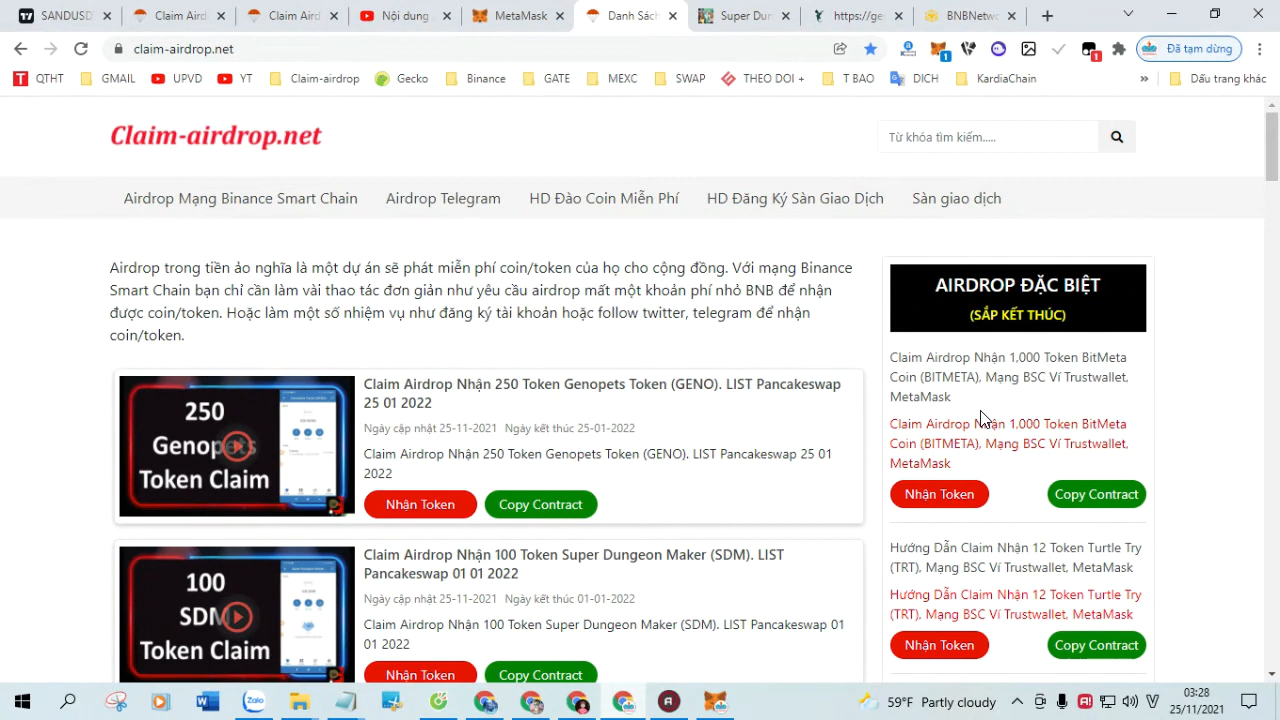 SANDUSD
Claim Aird
Airdrop
Claim Aird
Nội dung
MetaMask
Danh Sách
Super Dun
https://ge
BNBNetwo
claim-airdrop.net
1
1
Đã tạm dừng
QTHT
GMAIL
UPVD
YT
Claim-airdrop
Gecko
Binance
GATE
MEXC
SWAP
THEO DOI +
T BAO
DICH
KardiaChain
»
Dấu trang khác
Claim-airdrop.net
Từ khóa tìm kiếm.....
Airdrop Mạng Binance Smart Chain
Airdrop Telegram
HD Đào Coin Miễn Phí
HD Đăng Ký Sàn Giao Dịch
Sàn giao dịch
Airdrop trong tiền ảo nghĩa là một dự án sẽ phát miễn phí coin/token của họ cho cộng đồng. Với mạng Binance
Smart Chain bạn chỉ cần làm vài thao tác đơn giản như yêu cầu airdrop mất một khoản phí nhỏ BNB để nhận
được coin/token. Hoặc làm một số nhiệm vụ như đăng ký tài khoản hoặc follow twitter, telegram để nhận
coin/token.
250
Genopets
Token Claim
Claim Airdrop Nhận 250 Token Genopets Token (GENO). LIST Pancakeswap
25 01 2022
Ngày cập nhật 25-11-2021 Ngày kết thúc 25-01-2022
Claim Airdrop Nhận 250 Token Genopets Token (GENO). LIST Pancakeswap 25 01
2022
Nhận Token
Copy Contract
100
SDM
Token Claim
Claim Airdrop Nhận 100 Token Super Dungeon Maker (SDM). LIST
Pancakeswap 01 01 2022
Ngày cập nhật 25-11-2021 Ngày kết thúc 01-01-2022
Claim Airdrop Nhận 100 Token Super Dungeon Maker (SDM). LIST Pancakeswap 01
01 2022
Nhận Token
Copy Contract
AIRDROP ĐẶC BIỆT
(SẮP KẾT THÚC)
Claim Airdrop Nhận 1,000 Token BitMeta
Coin (BITMETA), Mạng BSC Ví Trustwallet,
MetaMask
Claim Airdrop Nhận 1,000 Token BitMeta
Coin (BITMETA), Mạng BSC Ví Trustwallet,
MetaMask
Nhận Token
Copy Contract
Hướng Dẫn Claim Nhận 12 Token Turtle Try
(TRT), Mạng BSC Ví Trustwallet, MetaMask
Hướng Dẫn Claim Nhận 12 Token Turtle Try
(TRT), Mạng BSC Ví Trustwallet, MetaMask
Nhận Token
Copy Contract
Zalo
59°F Partly cloudy
03:28
25/11/2021